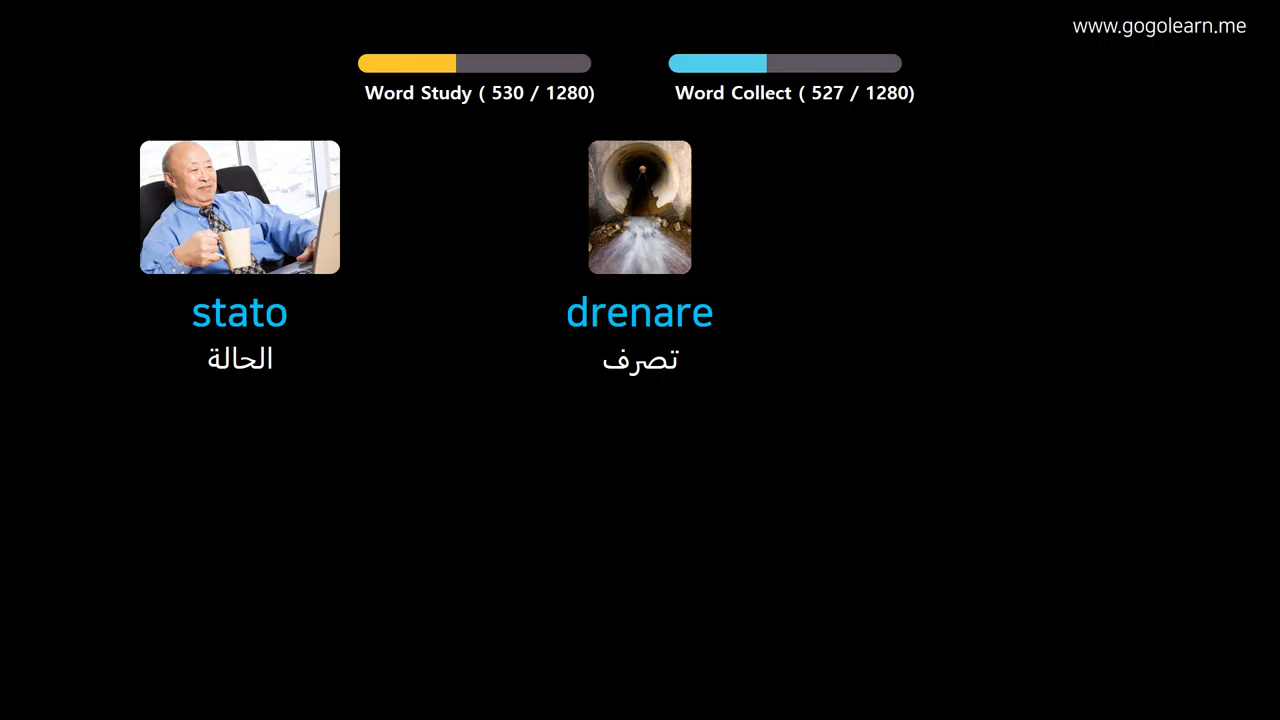 www.gogolearn.me
Word Study ( 530 / 1280)
Word Collect ( 527 / 1280)
stato
الحالة
drenare
تصرف